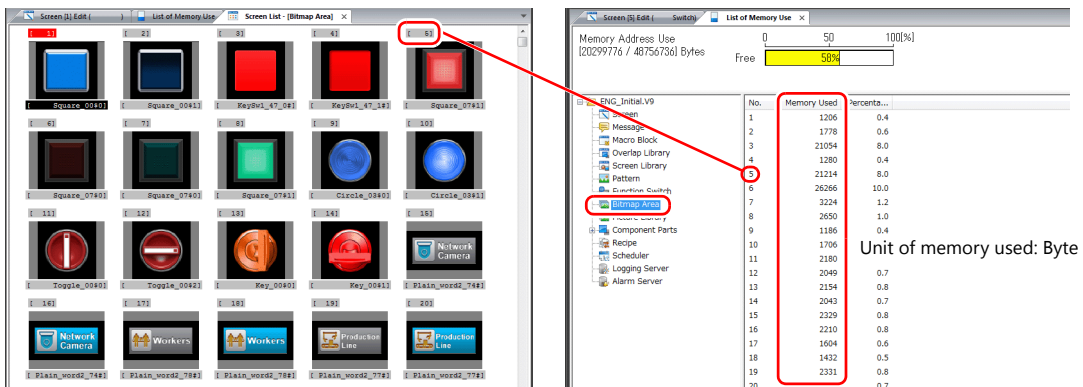 Screen [1] Edit ( ) List of Memory Use Screen List - [Bitmap Area] ×
[ 1] [ 2] [ 3] [ 4] [ 5]
[ Square_00#0] [ Square_00#1] [ KeySw1_47_0#1] [ KeySw1_47_1#1] [ Square_07#1]
[ 6] [ 7] [ 8] [ 9] [ 10]
[ Square_07#0] [ Square_07#0] [ Square_07#1] [ Circle_03#0] [ Circle_03#1]
[ 11] [ 12] [ 13] [ 14] [ 15]
Network
Camera
[ Toggle_00#0] [ Toggle_00#2] [ Key_00#0] [ Key_00#1] [ Plain_word2_74#]
[ 16] [ 17] [ 18] [ 19] [ 20]
Network
Camera
Workers
Workers
Production
Line
Production
Line
[ Plain_word2_74#] [ Plain_word2_78#] [ Plain_word2_78#] [ Plain_word2_77#] [ Plain_word2_77#]
Screen [5] Edit ( Switch) List of Memory Use ×
Memory Address Use
[20299776 / 48756736] Bytes
0 50 100[%]
Free 58%
ENG_Initial.V9
Screen
Message
Macro Block
Overlap Library
Screen Library
Pattern
Function Switch
Bitmap Area
Picture Library
Component Parts
Recipe
Scheduler
Logging Server
Alarm Server
No. Memory Used Percenta...
1 1206 0.4
2 1778 0.6
3 21054 8.0
4 1280 0.4
5 21214 8.0
6 26266 10.0
7 3224 1.2
8 2650 1.0
9 1186 0.4
10 1706
11 2180
12 2049 0.7
13 2154 0.8
14 2043 0.7
15 2329 0.8
16 2210 0.8
17 1604 0.6
18 1432 0.5
19 2331 0.8
20 0.7
Unit of memory used: Byte